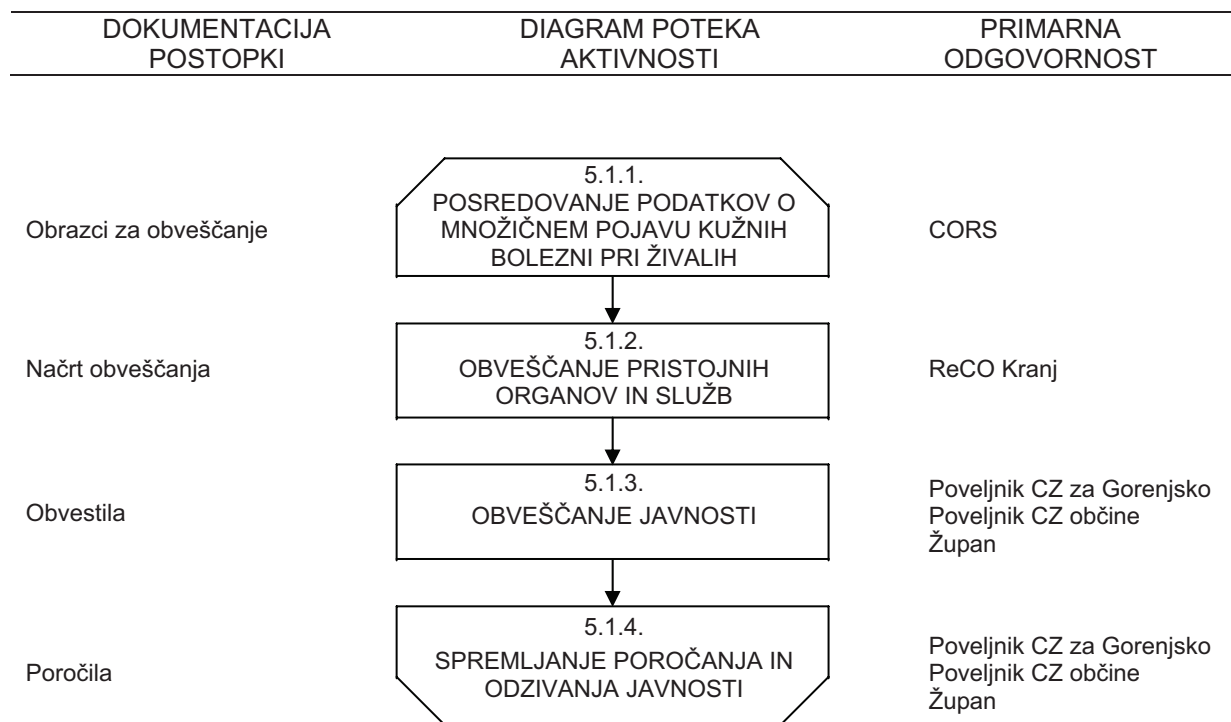 DOKUMENTACIJA
POSTOPKI
DIAGRAM POTEKA
AKTIVNOSTI
PRIMARNA
ODGOVORNOST
Obrazci za obveščanje
5.1.1.
POSREDOVANJE PODATKOV O
MNOŽIČNEM POJAVU KUŽNIH
BOLEZNI PRI ŽIVALIH
CORS
Načrt obveščanja
5.1.2.
OBVEŠČANJE PRISTOJNIH
ORGANOV IN SLUŽB
ReCO Kranj
Obvestila
5.1.3.
OBVEŠČANJE JAVNOSTI
Poveljnik CZ za Gorenjsko
Poveljnik CZ občine
Župan
Poročila
5.1.4.
SPREMLJANJE POROČANJA IN
ODZIVANJA JAVNOSTI
Poveljnik CZ za Gorenjsko
Poveljnik CZ občine
Župan